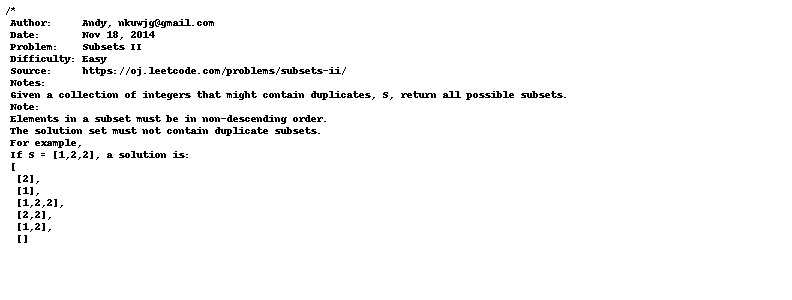 /*
Author: Andy, nkuwjg@gmail.com
Date: Nov 18, 2014
Problem: Subsets II
Difficulty: Easy
Source: https://oj.leetcode.com/problems/subsets-ii/
Notes:
Given a collection of integers that might contain duplicates, S, return all possible subsets.
Note:
Elements in a subset must be in non-descending order.
The solution set must not contain duplicate subsets.
For example,
If S = [1,2,2], a solution is:
[
[2],
[1],
[1,2,2],
[2,2],
[1,2],
[]